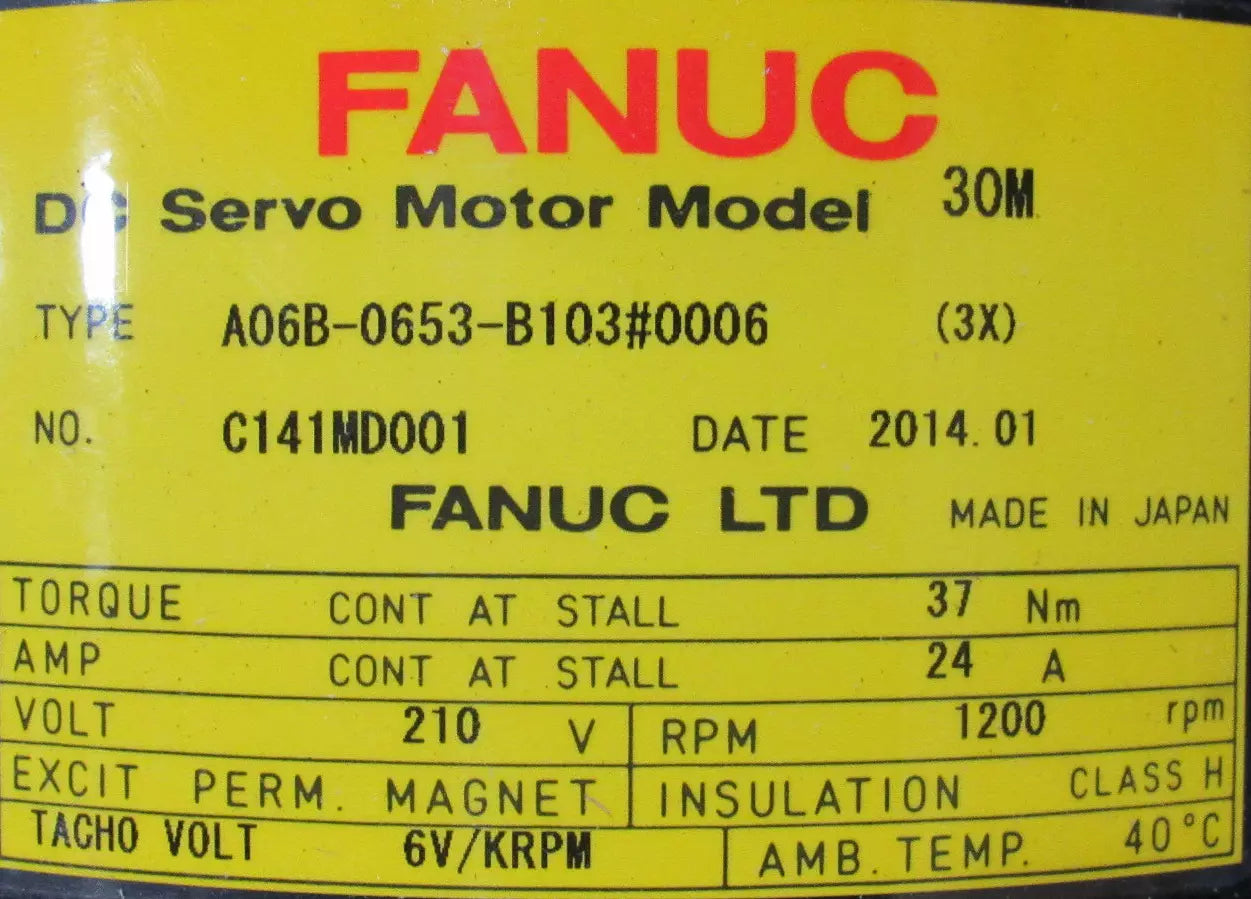 FANUC
DC Servo Motor Model 30M
TYPE A06B-0653-B103#0006 (3X)
NO. C141MD001 DATE 2014.01
FANUC LTD MADE IN JAPAN
TORQUE CONT AT STALL 37 Nm
AMP CONT AT STALL 24 A
VOLT 210 V RPM 1200 rpm
EXCIT PERM. MAGNET INSULATION CLASS H
TACHO VOLT 6V/KRPM AMB. TEMP. 40°C